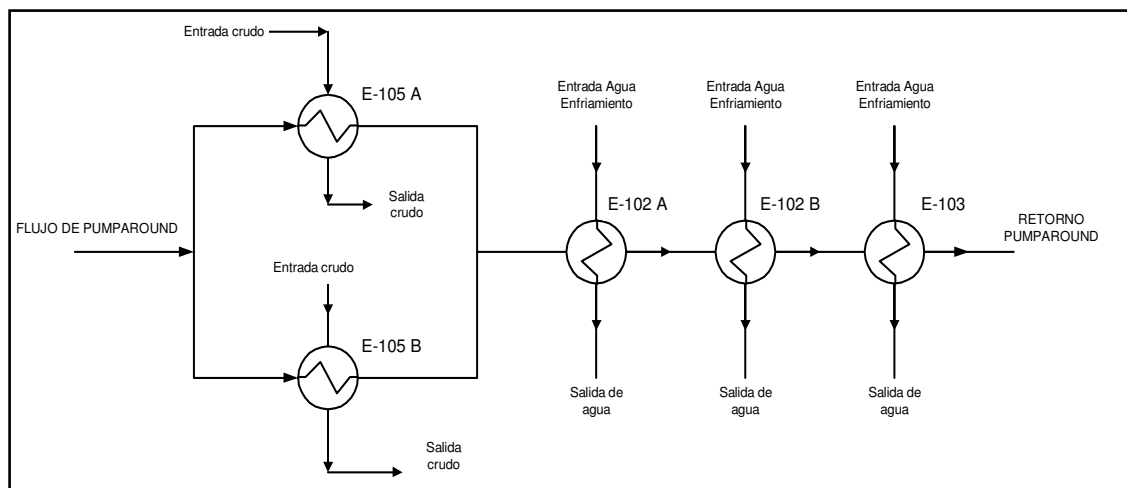 Entrada crudo
E-105 A
Salida
crudo
FLUJO DE PUMPAROUND
Entrada crudo
E-105 B
Salida
crudo
Entrada Agua
Enfriamiento
E-102 A
Salida de
agua
Entrada Agua
Enfriamiento
E-102 B
Salida de
agua
Entrada Agua
Enfriamiento
E-103
Salida de
agua
RETORNO
PUMPAROUND